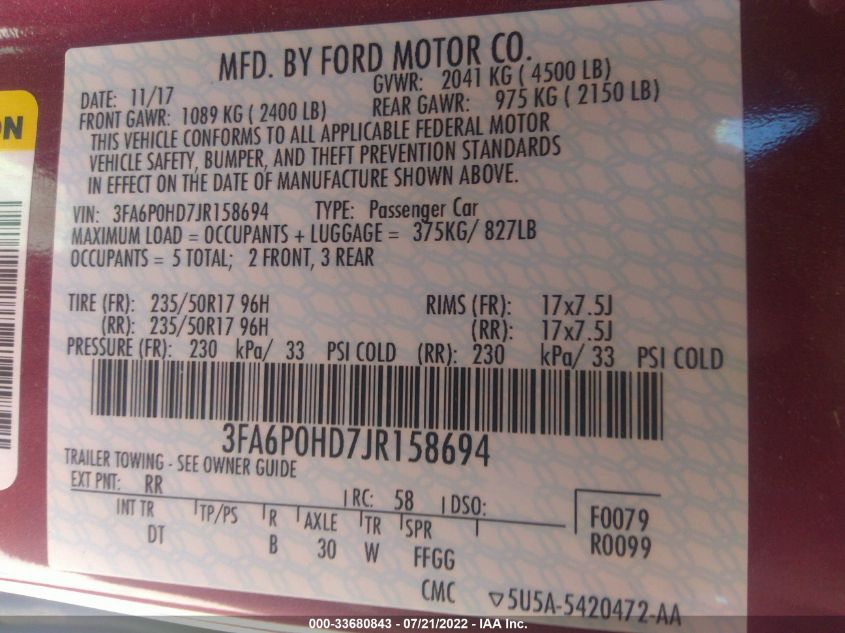 ON
MFD. BY FORD MOTOR CO.
DATE: 11/17 GVWR: 2041 KG ( 4500 LB)
FRONT GAWR: 1089 KG ( 2400 LB) REAR GAWR: 975 KG ( 2150 LB)
THIS VEHICLE CONFORMS TO ALL APPLICABLE FEDERAL MOTOR
VEHICLE SAFETY, BUMPER, AND THEFT PREVENTION STANDARDS
IN EFFECT ON THE DATE OF MANUFACTURE SHOWN ABOVE.
VIN: 3FA6P0HD7JR158694 TYPE: Passenger Car
MAXIMUM LOAD = OCCUPANTS + LUGGAGE = 375KG/ 827LB
OCCUPANTS = 5 TOTAL; 2 FRONT, 3 REAR
TIRE (FR): 235/50R17 96H RIMS (FR): 17x7.5J
(RR): 235/50R17 96H (RR): 17x7.5J
PRESSURE (FR): 230 kPa/ 33 PSI COLD (RR): 230 kPa/ 33 PSI COLD
3FA6P0HD7JR158694
TRAILER TOWING - SEE OWNER GUIDE
EXT PNT: RR RC: 58 DSO:
INT TR TP/PS R AXLE TR SPR F0079
DT B 30 W FFGG R0099
CMC ▽5U5A-5420472-AA
000-33680843 / 07/21/2022 - IAA Inc.